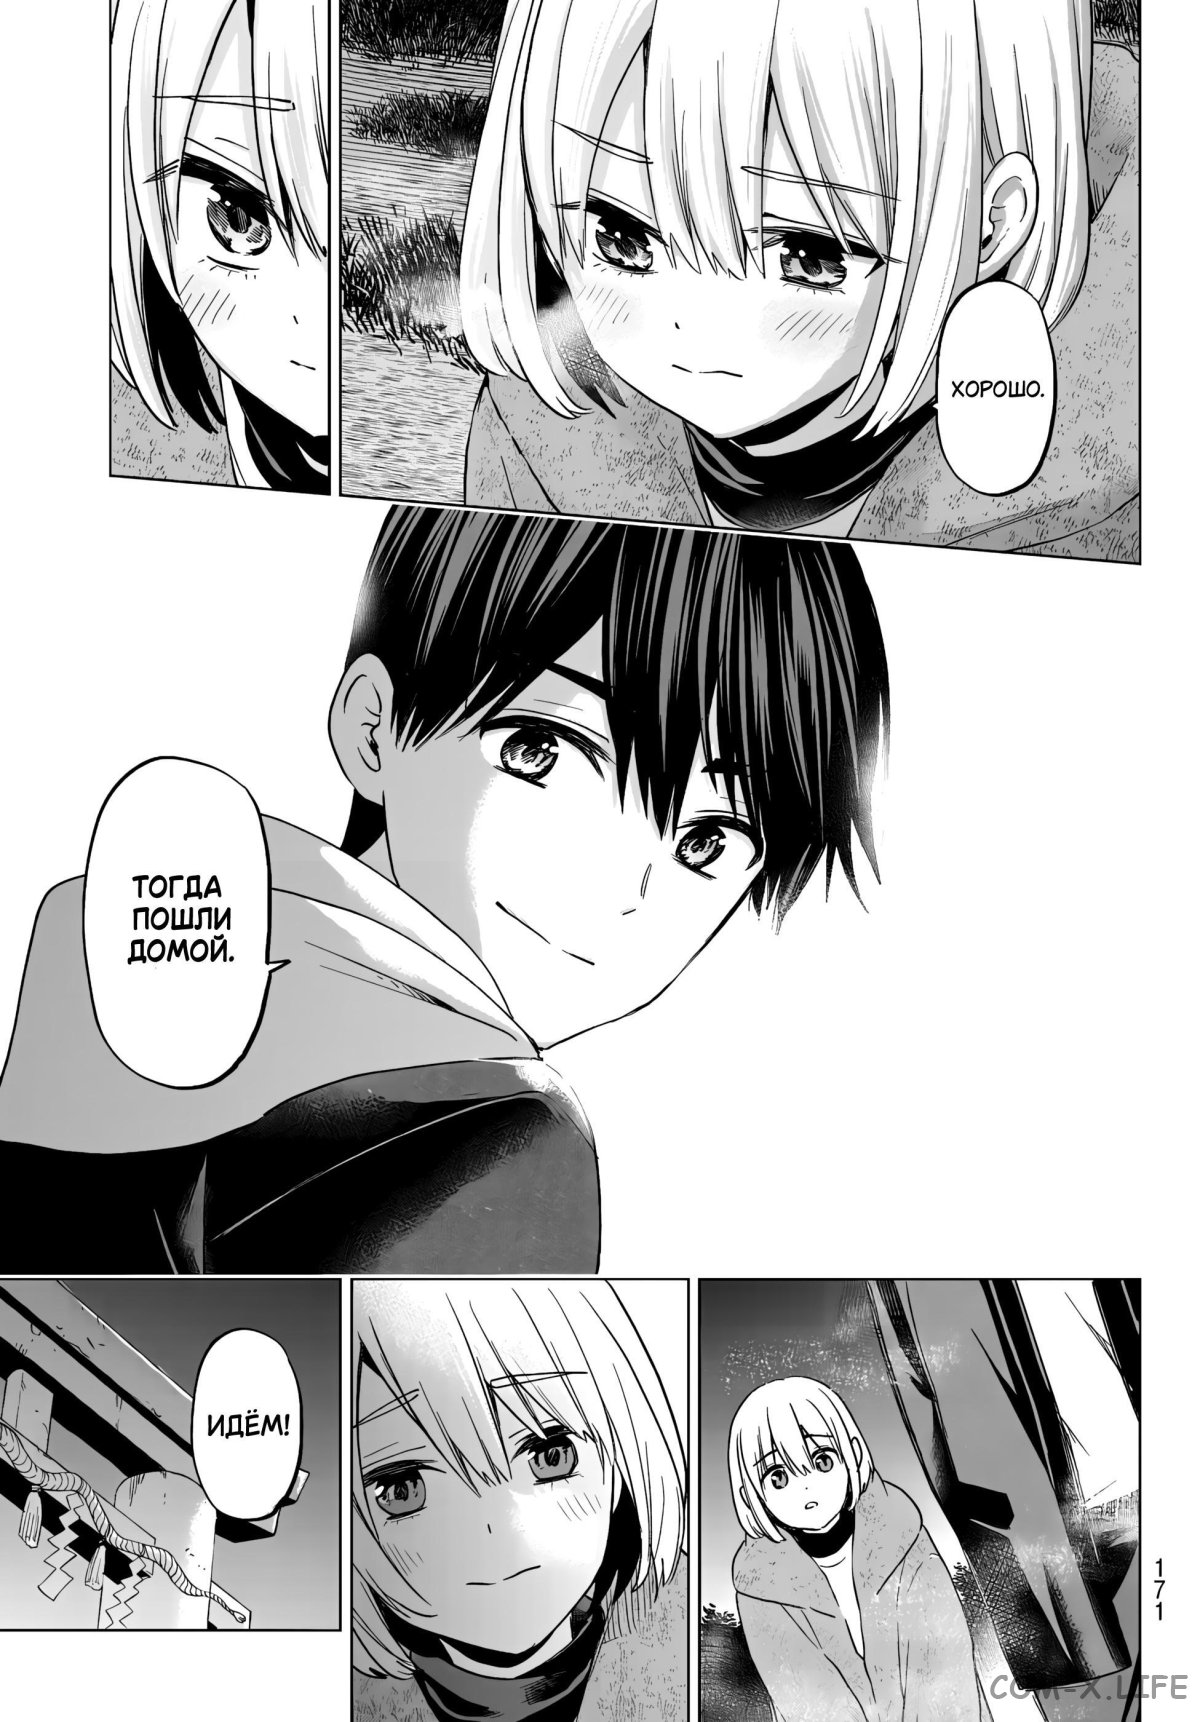 ХОРОШО.
ТОГДА
ПОШЛИ
ДОМОЙ.
ИДЁМ!
171
COM-X.LIFE